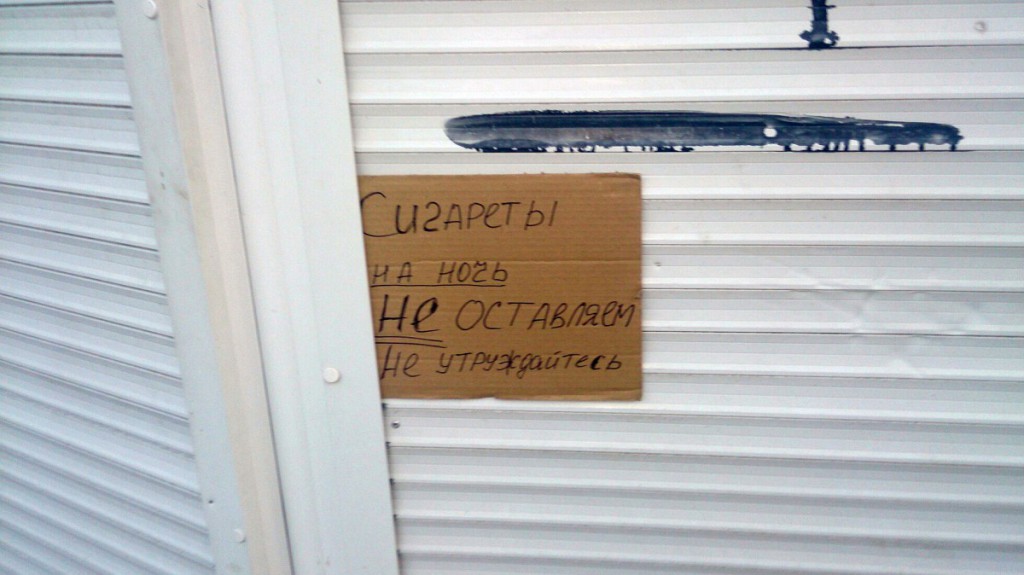 Сигареты
на ночь
Не оставляем
Не утруждайтесь